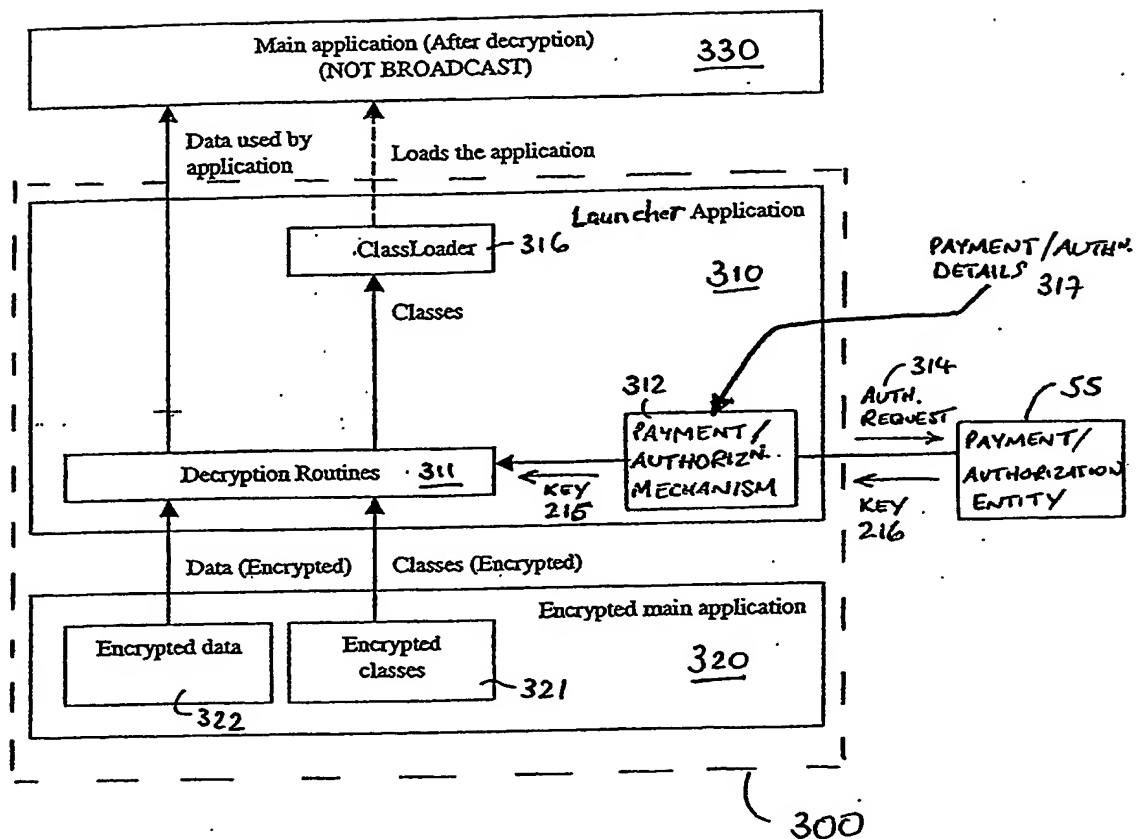 Main application (After decryption)
(NOT BROADCAST)
330
Data used by
application
Loads the application
Launcher Application
ClassLoader
316
310
PAYMENT/AUTHN.
DETAILS 317
Classes
312
314
AUTH.
REQUEST
55
PAYMENT/
AUTHORIZN.
MECHANISM
PAYMENT/
AUTHORIZATION
ENTITY
Decryption Routines 311
KEY
215
KEY
216
Data (Encrypted)
Classes (Encrypted)
Encrypted main application
Encrypted data
Encrypted
classes
320
322
321
300